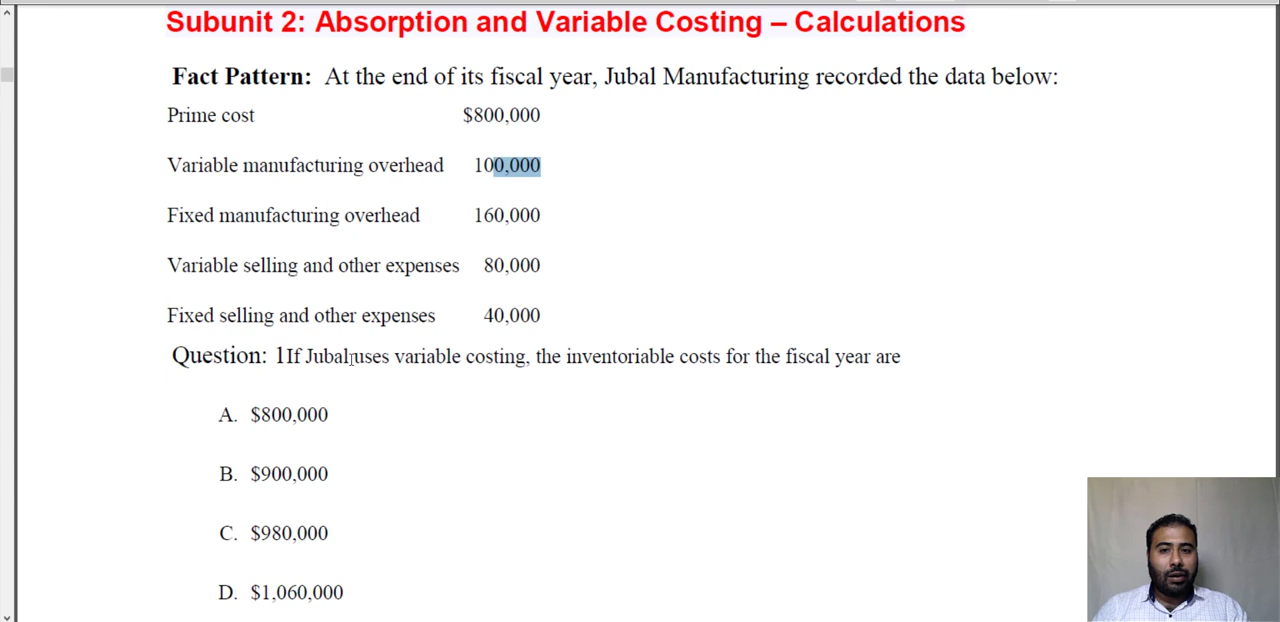 Subunit 2: Absorption and Variable Costing – Calculations
Fact Pattern: At the end of its fiscal year, Jubal Manufacturing recorded the data below:
Prime cost $800,000
Variable manufacturing overhead 100,000
Fixed manufacturing overhead 160,000
Variable selling and other expenses 80,000
Fixed selling and other expenses 40,000
Question: 1If Jubal uses variable costing, the inventoriable costs for the fiscal year are
A. $800,000
B. $900,000
C. $980,000
D. $1,060,000